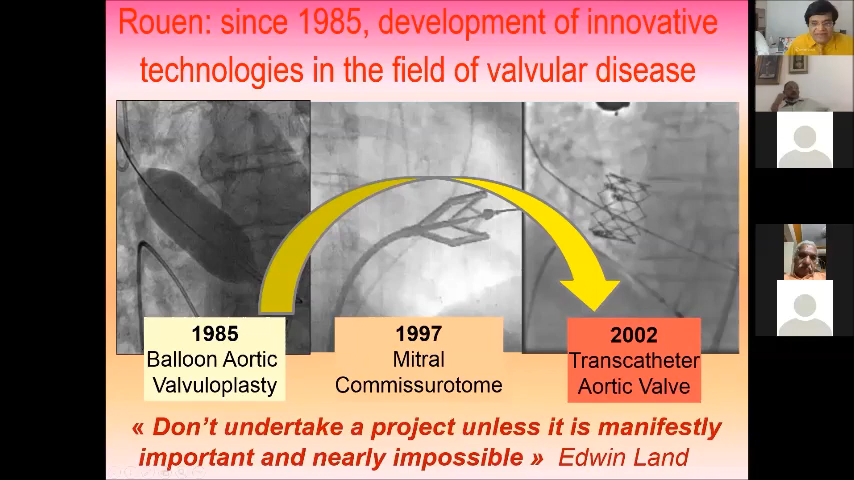 Rouen: since 1985, development of innovative
technologies in the field of valvular disease
1985
Balloon Aortic
Valvuloplasty
1997
Mitral
Commissurotome
2002
Transcatheter
Aortic Valve
« Don’t undertake a project unless it is manifestly
important and nearly impossible » Edwin Land